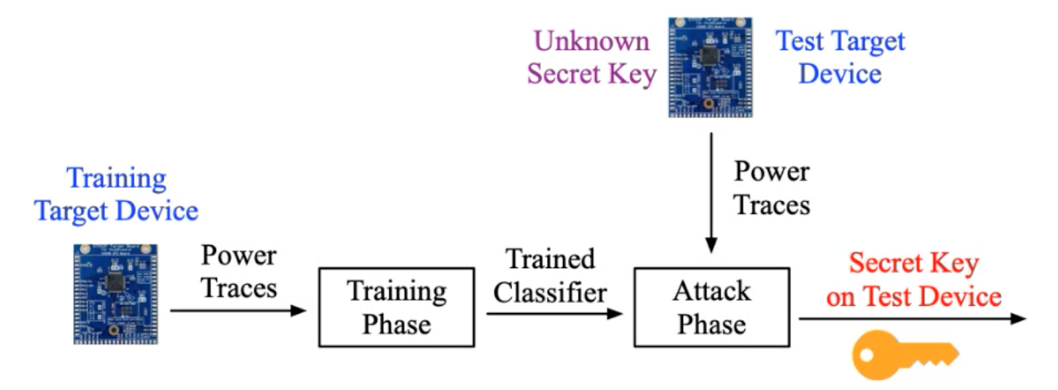 Unknown
Secret Key
Test Target
Device
Power
Traces
Training
Target Device
Power
Traces
Training
Phase
Trained
Classifier
Attack
Phase
Secret Key
on Test Device